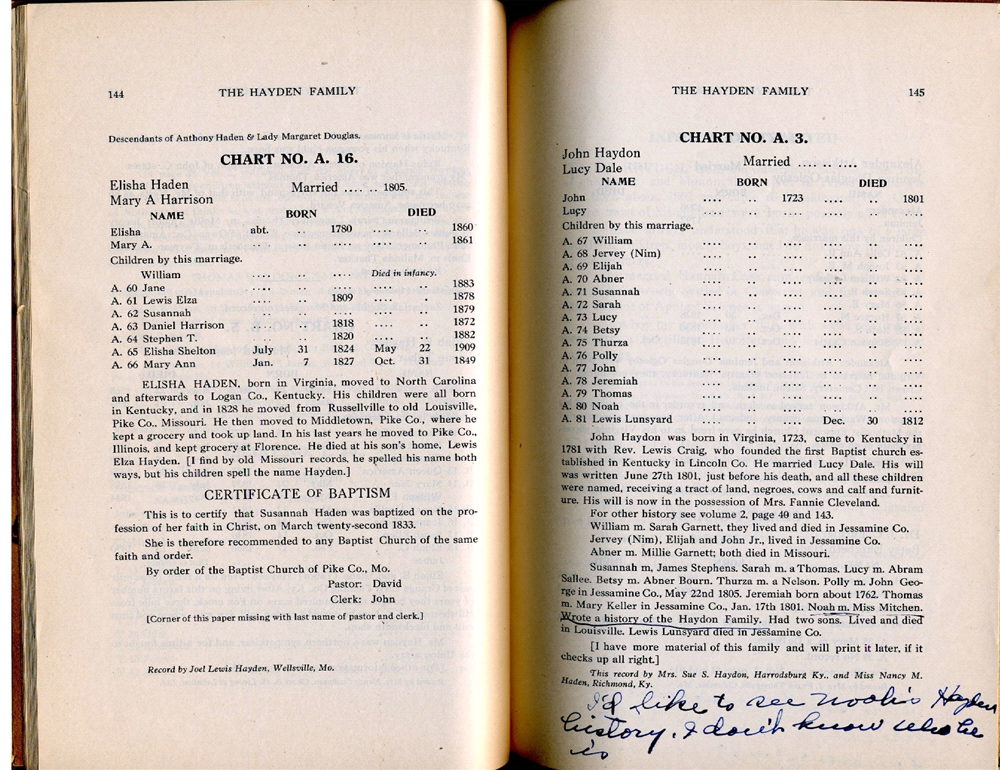 144 THE HAYDEN FAMILY
Descendants of Anthony Haden & Lady Margaret Douglas.
CHART NO. A. 16.
Elisha Haden Married .... .. 1805.
Mary A Harrison
NAME BORN DIED
Elisha abt. .. 1780 .... .. 1860
Mary A. .... .. .... .... .. 1861
Children by this marriage.
William .... .. .... Died in infancy.
A. 60 Jane .... .. .... .... .. 1883
A. 61 Lewis Elza .... .. 1809 .... . 1878
A. 62 Susannah .... .. .... .... .. 1879
A. 63 Daniel Harrison .... .. 1818 .... .. 1872
A. 64 Stephen T. .... .. 1820 .... .. 1882
A. 65 Elisha Shelton July 31 1824 May 22 1909
A. 66 Mary Ann Jan. 7 1827 Oct. 31 1849
ELISHA HADEN, born in Virginia, moved to North Carolina
and afterwards to Logan Co., Kentucky. His children were all born
in Kentucky, and in 1828 he moved from Russellville to old Louisville,
Pike Co., Missouri. He then moved to Middletown, Pike Co., where he
kept a grocery and took up land. In his last years he moved to Pike Co.,
Illinois, and kept grocery at Florence. He died at his son's home, Lewis
Elza Hayden. [I find by old Missouri records, he spelled his name both
ways, but his children spell the name Hayden.]
CERTIFICATE OF BAPTISM
This is to certify that Susannah Haden was baptized on the pro-
fession of her faith in Christ, on March twenty-second 1833.
She is therefore recommended to any Baptist Church of the same
faith and order.
By order of the Baptist Church of Pike Co., Mo.
Pastor: David
Clerk: John
[Corner of this paper missing with last name of pastor and clerk.]
Record by Joel Lewis Hayden, Wellsville, Mo.
THE HAYDEN FAMILY 145
CHART NO. A. 3.
John Haydon
Lucy Dale Married .... .. ....
NAME BORN DIED
John .... .. 1723 .... .. 1801
Lucy .... .. .... .... .. ....
Children by this marriage.
A. 67 William .... .. .... .... .. ....
A. 68 Jervey (Nim) .... .. .... .... .. ....
A. 69 Elijah .... .. .... .... .. ....
A. 70 Abner .... .. .... .... .. ....
A. 71 Susannah .... .. .... .... .. ....
A. 72 Sarah .... .. .... .... .. ....
A. 73 Lucy .... .. .... .... .. ....
A. 74 Betsy .... .. .... .... .. ....
A. 75 Thurza .... .. .... .... .. ....
A. 76 Polly .... .. .... .... .. ....
A. 77 John .... .. .... .... .. ....
A. 78 Jeremiah .... .. .... .... .. ....
A. 79 Thomas .... .. .... .... .. ....
A. 80 Noah .... .. .... .... .. ....
A. 81 Lewis Lunsyard .... .. .... Dec. 30 1812
John Haydon was born in Virginia, 1723, came to Kentucky in
1781 with Rev. Lewis Craig, who founded the first Baptist church es-
tablished in Kentucky in Lincoln Co. He married Lucy Dale. His will
was written June 27th 1801, just before his death, and all these children
were named, receiving a tract of land, negroes, cows and calf and furnit-
ure. His will is now in the possession of Mrs. Fannie Cleveland.
For other history see volume 2, page 40 and 143.
William m. Sarah Garnett, they lived and died in Jessamine Co.
Jervey (Nim), Elijah and John Jr., lived in Jessamine Co.
Abner m. Millie Garnett; both died in Missouri.
Susannah m, James Stephens. Sarah m. a Thomas. Lucy m. Abram
Sallee. Betsy m. Abner Bourn. Thurza m. a Nelson. Polly m. John Geo-
rge in Jessamine Co., May 22nd 1805. Jeremiah born about 1762. Thomas
m. Mary Keller in Jessamine Co., Jan. 17th 1801. Noah m. Miss Mitchen.
Wrote a history of the Haydon Family. Had two sons. Lived and died
in Louisville. Lewis Lunsyard died in Jessamine Co.
[I have more material of this family and will print it later, if it
checks up all right.]
This record by Mrs. Sue S. Haydon, Harrodsburg Ky.. and Miss Nancy M.
Haden, Richmond, Ky.
I'd like to see Noah's Hayden
history. I don't know who he
is